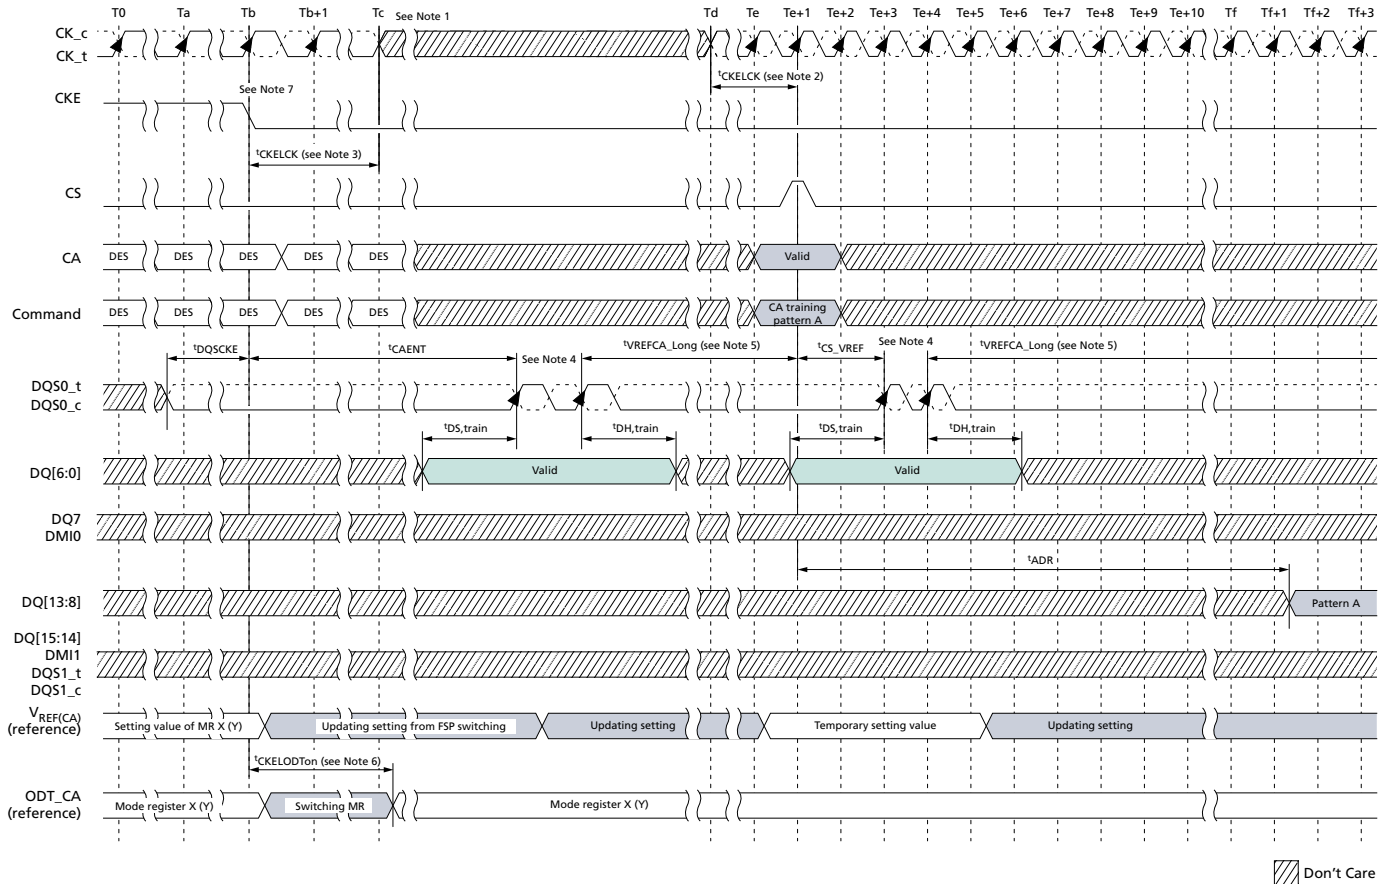 T0 Ta Tb Tb+1 Tc See Note 1 Td Te Te+1 Te+2 Te+3 Te+4 Te+5 Te+6 Te+7 Te+8 Te+9 Te+10 Tf Tf+1 Tf+2 Tf+3
CK_c
CK_t
tCKELCK (see Note 2)
CKE
See Note 7
tCKELCK (see Note 3)
CS
CA
DES DES DES DES DES Valid
Command
DES DES DES DES DES CA training
pattern A
tDQSCKE tCAENT See Note 4 tVREFCA_Long (see Note 5) tCS_VREF See Note 4 tVREFCA_Long (see Note 5)
DQS0_t
DQS0_c
tDS,train tDH,train tDS,train tDH,train
DQ[6:0]
Valid Valid
DQ7
DMI0
tADR
DQ[13:8]
Pattern A
DQ[15:14]
DMI1
DQS1_t
DQS1_c
VREF(CA)
(reference)
Setting value of MR X (Y) Updating setting from FSP switching Updating setting Temporary setting value Updating setting
tCKELODTon (see Note 6)
ODT_CA
(reference)
Mode register X (Y) Switching MR Mode register X (Y)
Don't Care